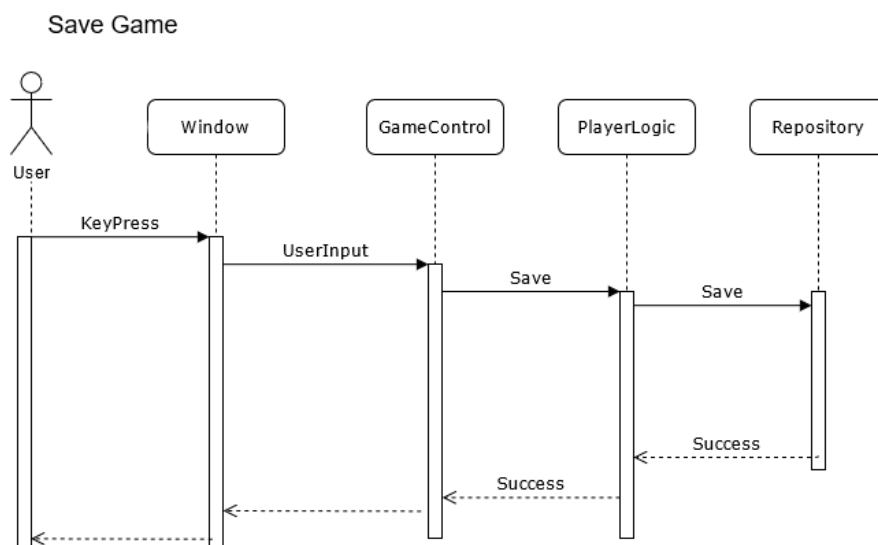 Save Game
User
Window
GameControl
PlayerLogic
Repository
KeyPress
UserInput
Save
Save
Success
Success